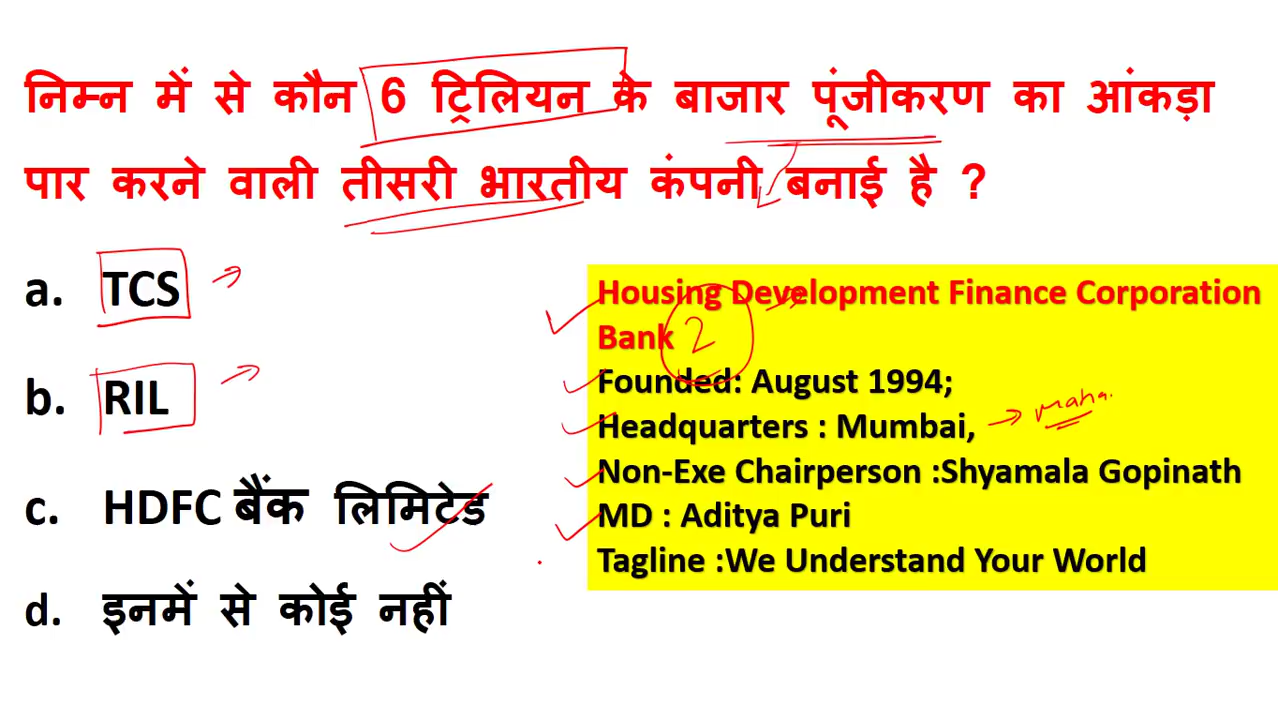 निम्न में से कौन 6 ट्रिलियन के बाजार पूंजीकरण का आंकड़ा
पार करने वाली तीसरी भारतीय कंपनी बनाई है ?
a. TCS
b. RIL
c. HDFC बैंक लिमिटेड
d. इनमें से कोई नहीं
Housing Development Finance Corporation
Bank 2
Founded: August 1994;
Headquarters : Mumbai, maha.
Non-Exe Chairperson :Shyamala Gopinath
MD : Aditya Puri
Tagline :We Understand Your World